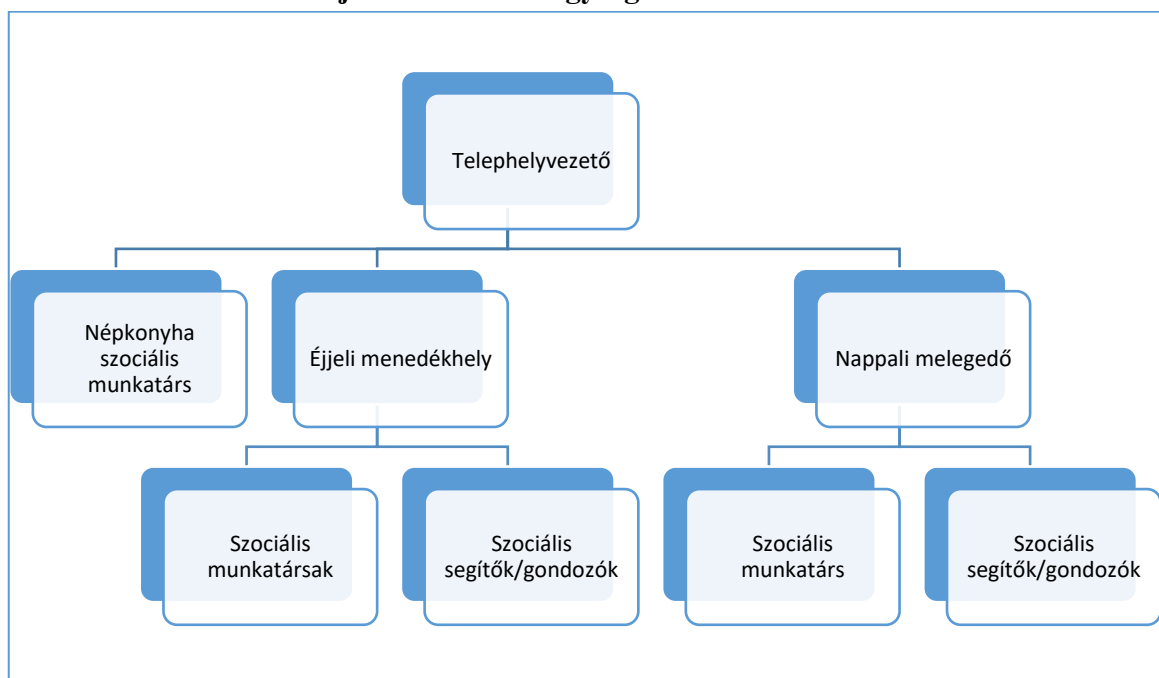 Telephelyvezető
Népkonyha
szociális
munkatárs
Éjjeli menedékhely
Nappali melegedő
Szociális
munkatársak
Szociális
segítők/gondozók
Szociális
munkatárs
Szociális
segítők/gondozók